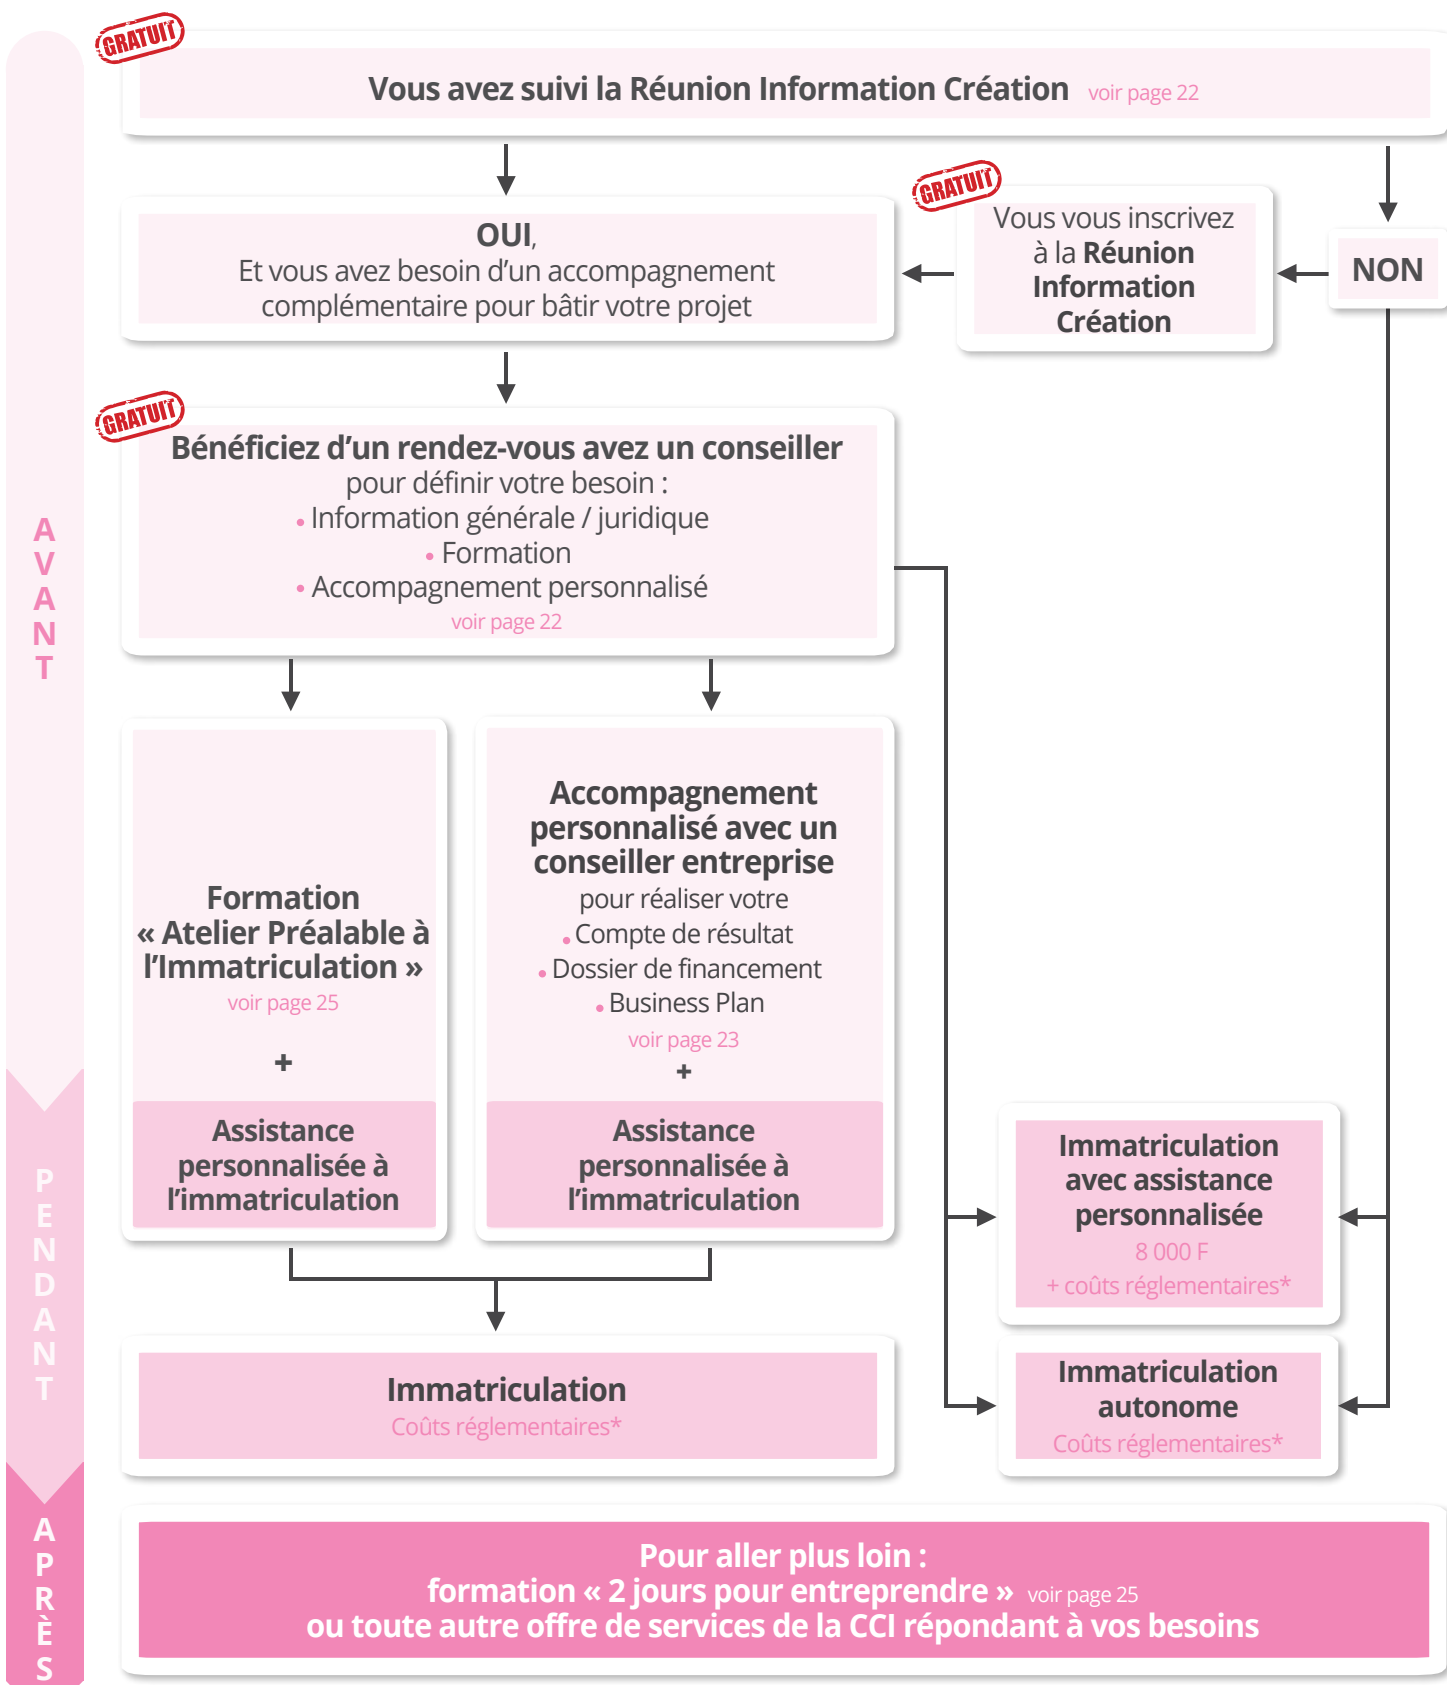 GRATUIT
Vous avez suivi la Réunion Information Création voir page 22
OUI,
Et vous avez besoin d'un accompagnement
complémentaire pour bâtir votre projet
GRATUIT
Vous vous inscrivez
à la Réunion
Information
Création
NON
GRATUIT
Bénéficiez d'un rendez-vous avez un conseiller
pour définir votre besoin :
• Information générale / juridique
• Formation
• Accompagnement personnalisé
voir page 22
AVANT
Formation
« Atelier Préalable à
l'Immatriculation »
voir page 25
+
Assistance
personnalisée à
l'immatriculation
Accompagnement
personnalisé avec un
conseiller entreprise
pour réaliser votre
• Compte de résultat
• Dossier de financement
• Business Plan
voir page 23
+
Assistance
personnalisée à
l'immatriculation
PENDANT
Immatriculation
avec assistance
personnalisée
8 000 F
+ coûts réglementaires*
Immatriculation
Coûts réglementaires*
Immatriculation
autonome
Coûts réglementaires*
APRÈS
Pour aller plus loin :
formation « 2 jours pour entreprendre » voir page 25
ou toute autre offre de services de la CCI répondant à vos besoins